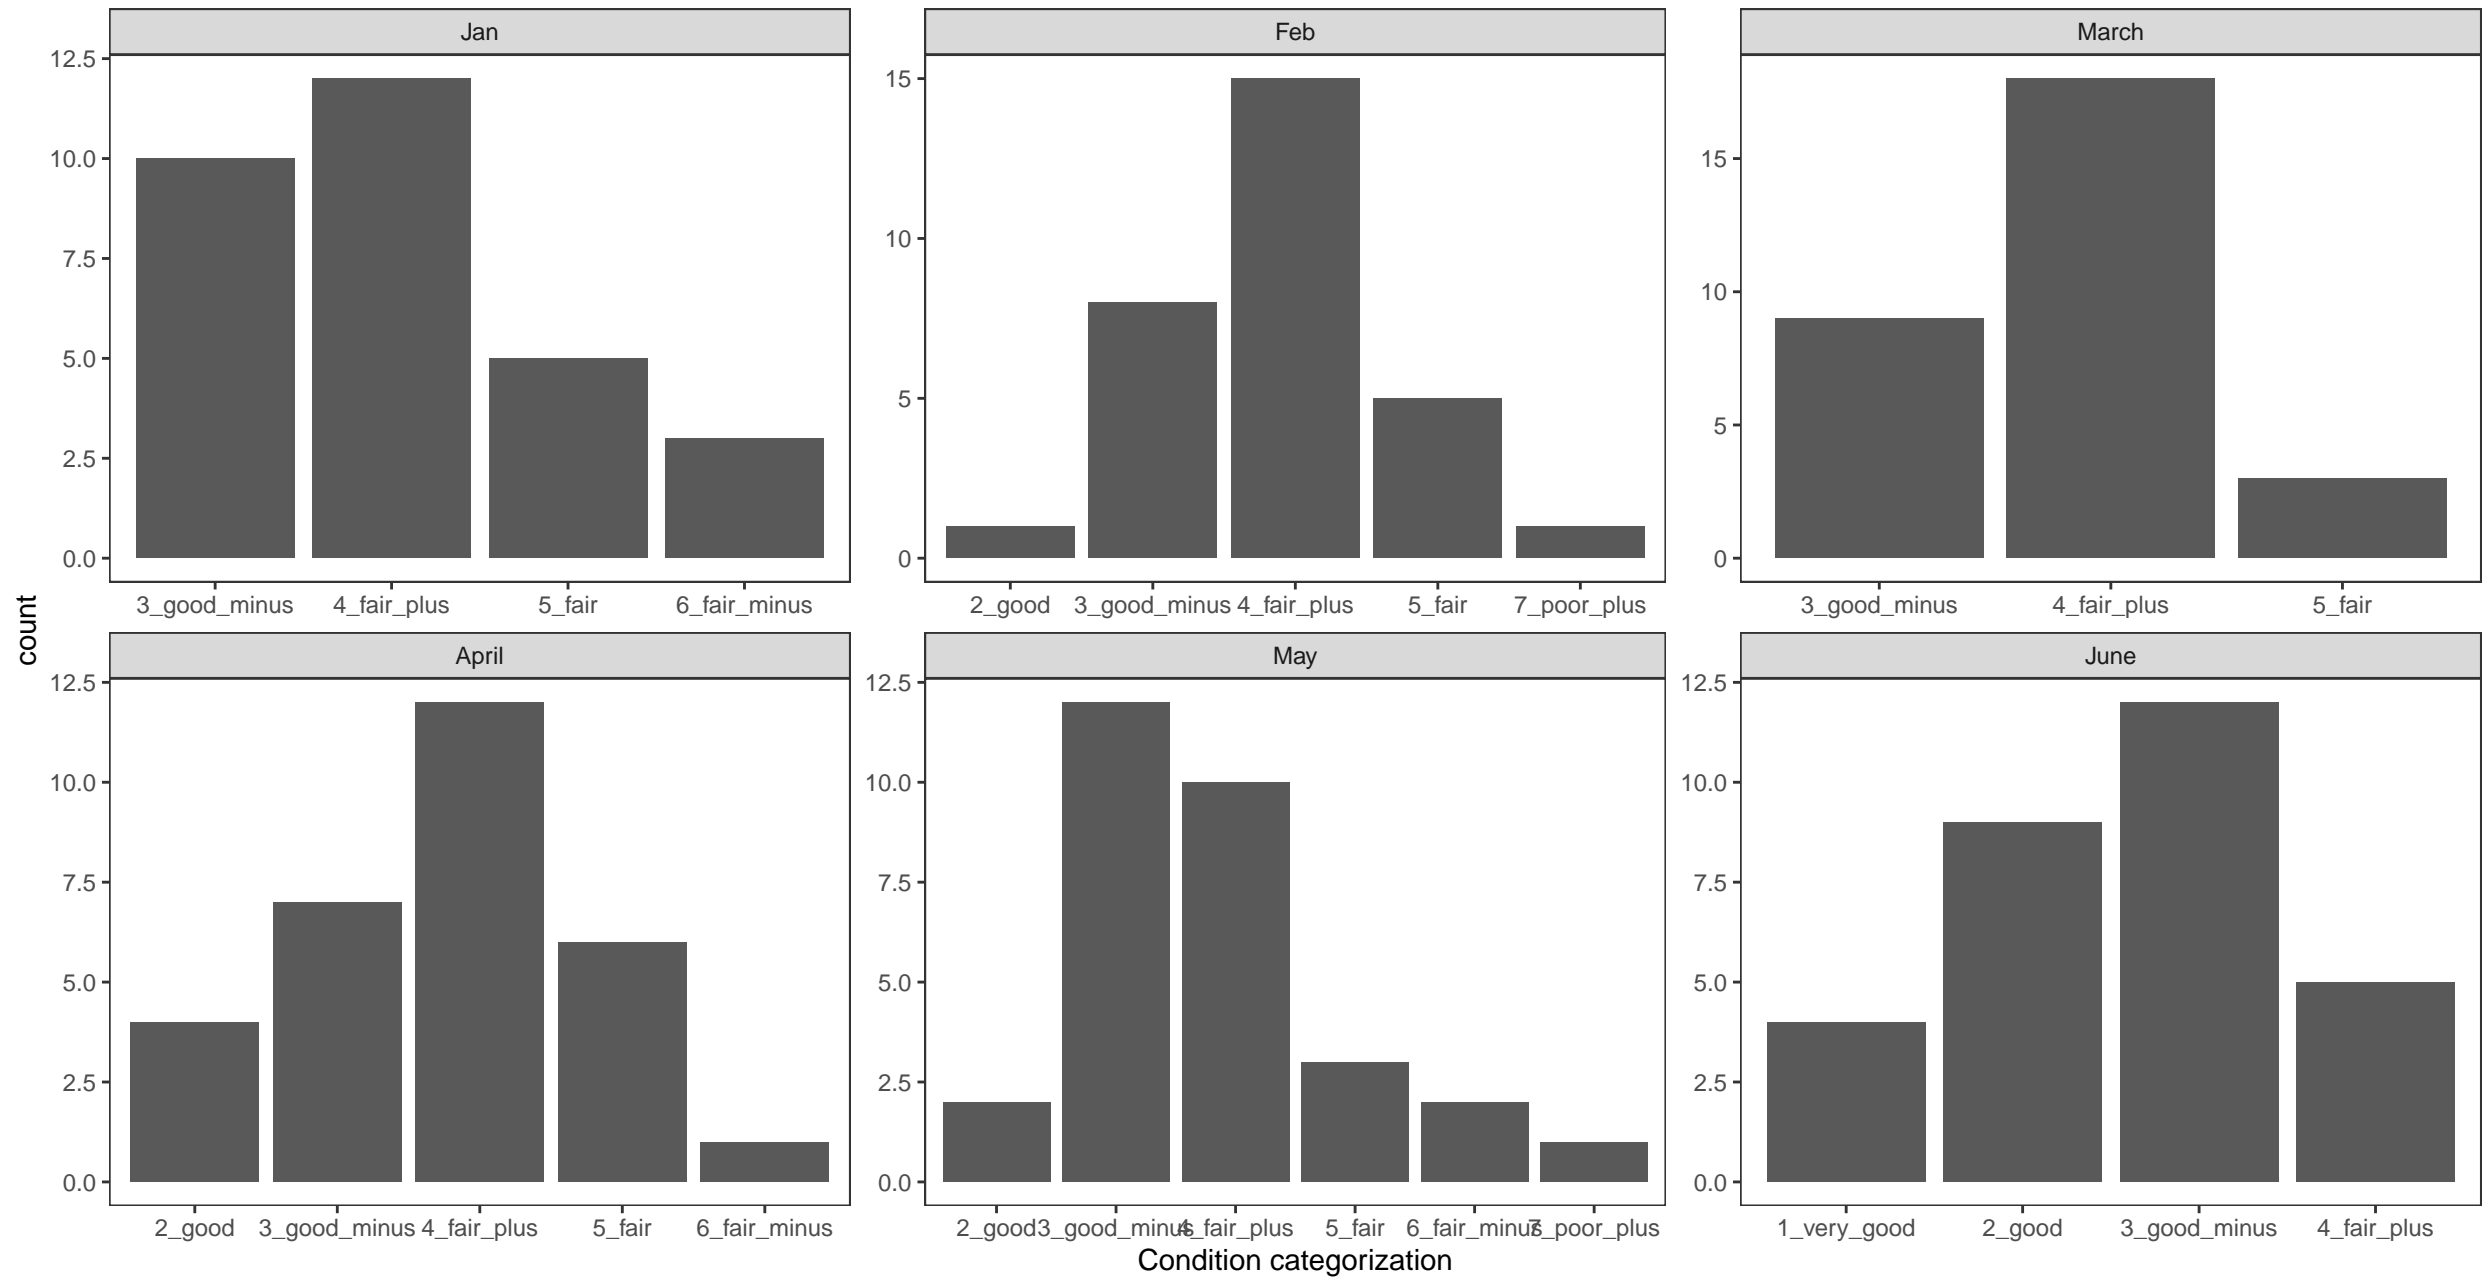 Jan
Feb
March
12.5
10.0
7.5
5.0
2.5
0.0
15
10
5
0
15
10
5
0
3_good_minus 4_fair_plus 5_fair 6_fair_minus
2_good 3_good_minus 4_fair_plus 5_fair 7_poor_plus
3_good_minus 4_fair_plus 5_fair
count
April
May
June
12.5
10.0
7.5
5.0
2.5
0.0
12.5
10.0
7.5
5.0
2.5
0.0
12.5
10.0
7.5
5.0
2.5
0.0
2_good 3_good_minus 4_fair_plus 5_fair 6_fair_minus
2_good 3_good_minus 4_fair_plus 5_fair 6_fair_minus 7_poor_plus
1_very_good 2_good 3_good_minus 4_fair_plus
Condition categorization